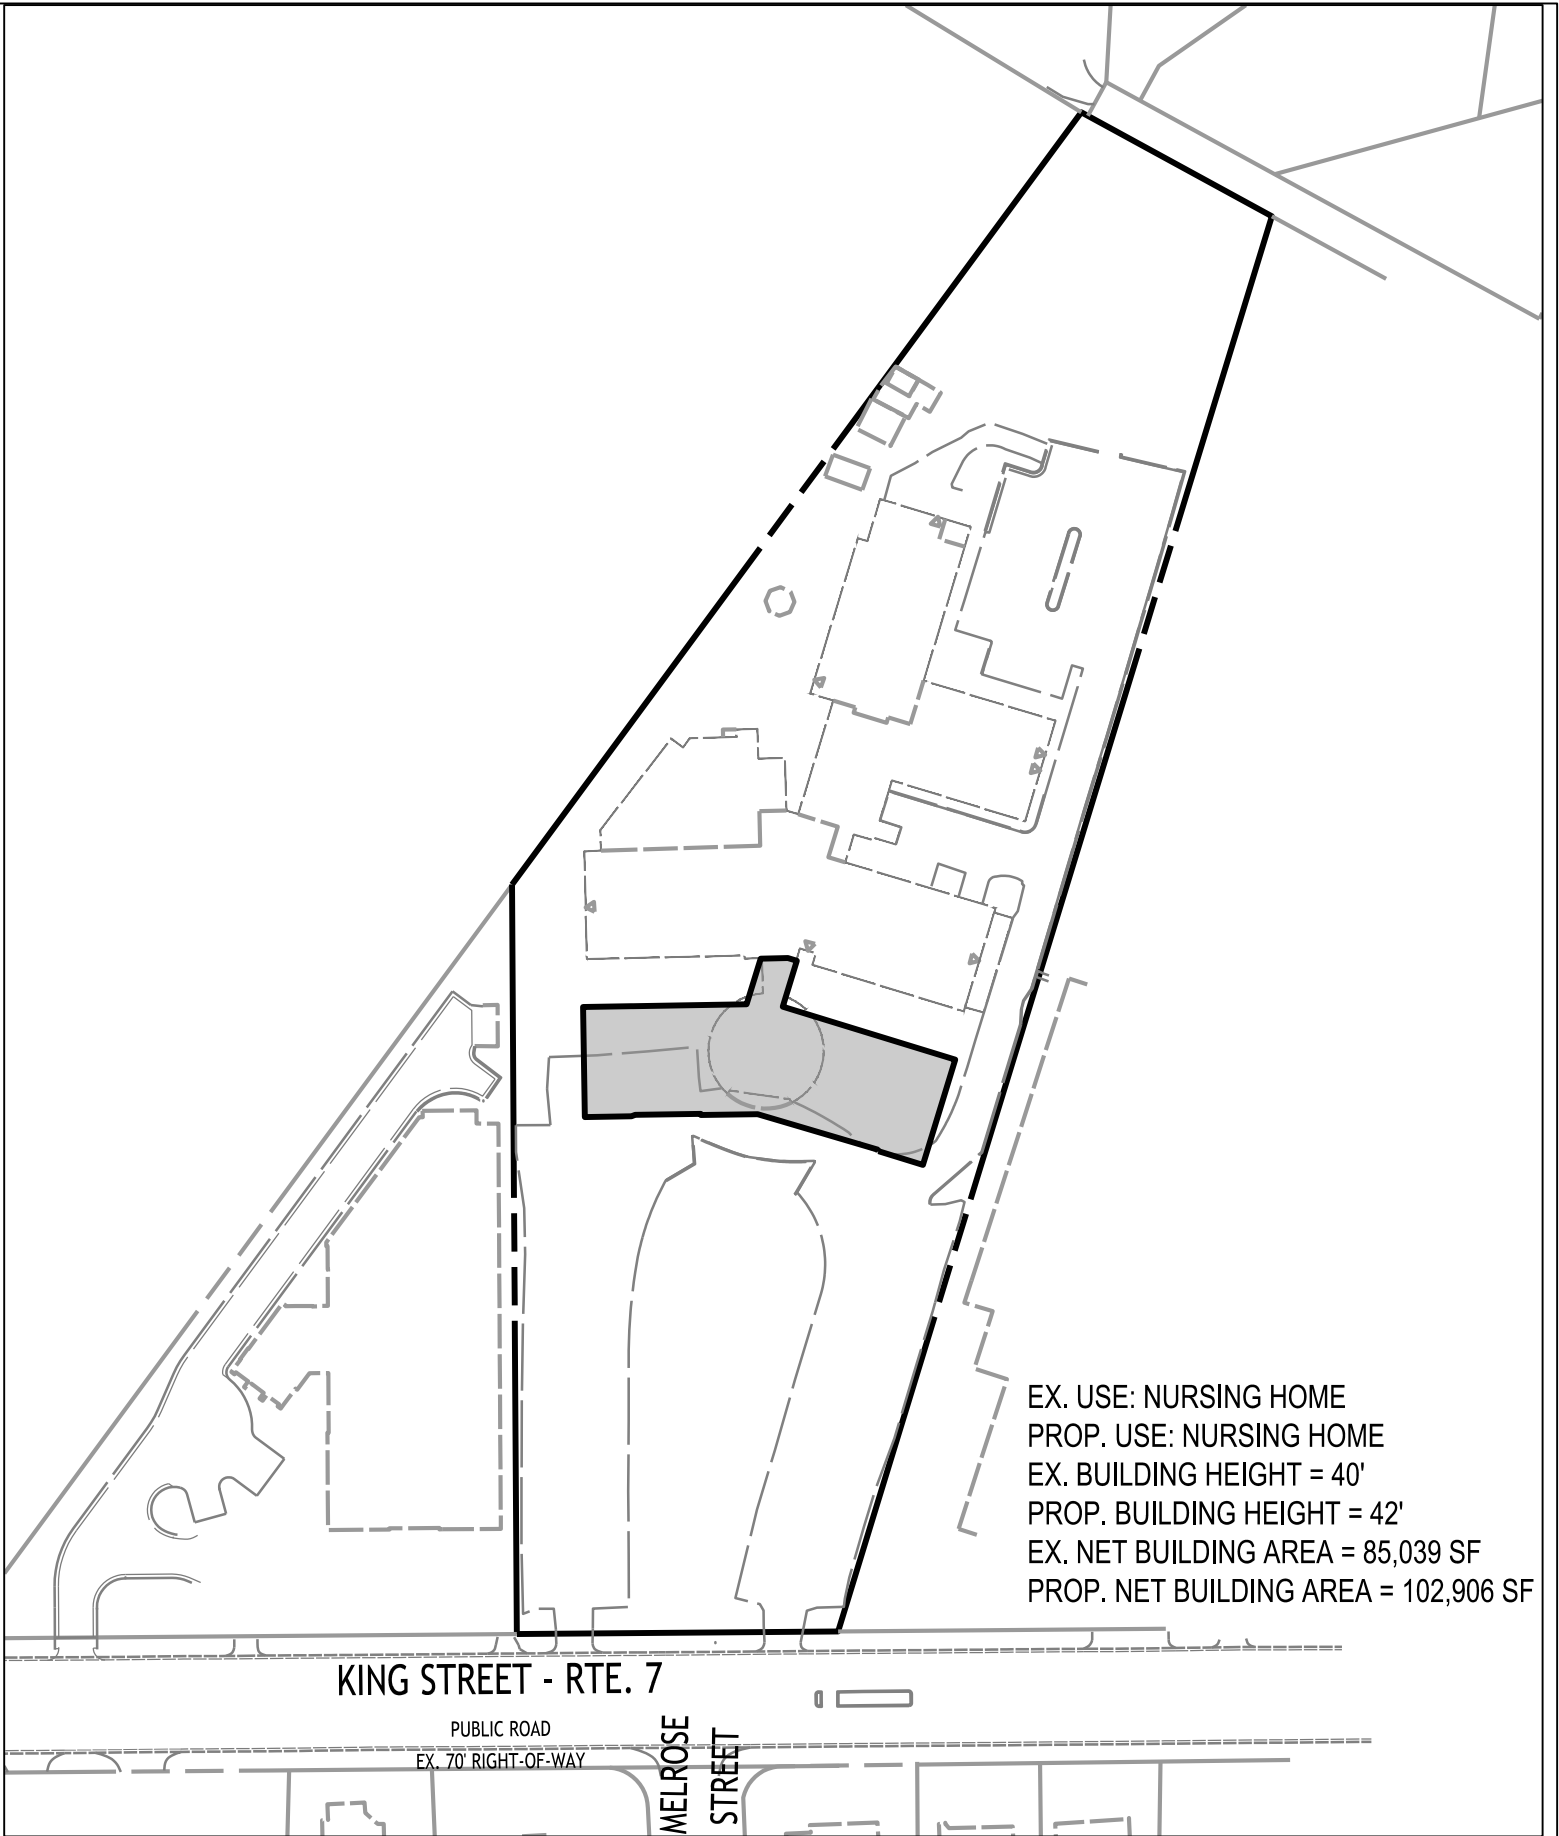 EX. USE: NURSING HOME
PROP. USE: NURSING HOME
EX. BUILDING HEIGHT = 40'
PROP. BUILDING HEIGHT = 42'
EX. NET BUILDING AREA = 85,039 SF
PROP. NET BUILDING AREA = 102,906 SF
KING STREET - RTE. 7
PUBLIC ROAD
EX. 70' RIGHT-OF-WAY
MELROSE
STREET